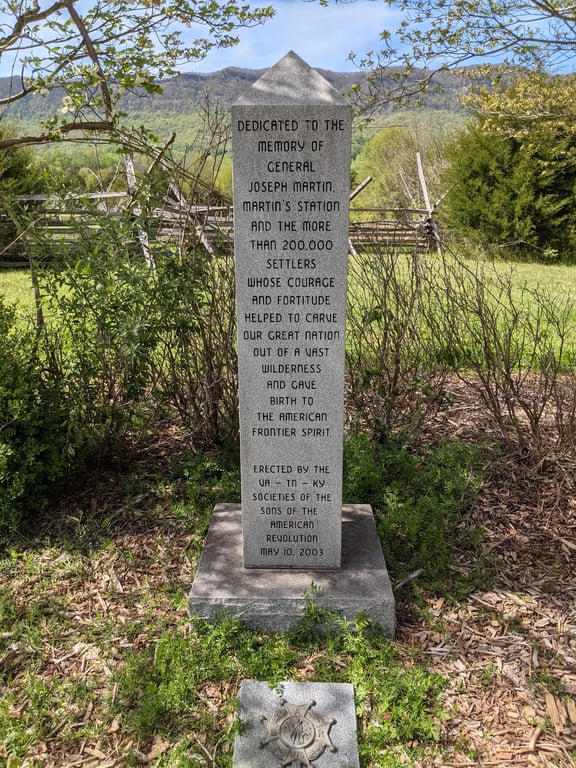 DEDICATED TO THE
MEMORY OF
GENERAL
JOSEPH MARTIN,
MARTIN'S STATION
AND THE MORE
THAN 200,000
SETTLERS
WHOSE COURAGE
AND FORTITUDE
HELPED TO CARVE
OUR GREAT NATION
OUT OF A VAST
WILDERNESS
AND GAVE
BIRTH TO
THE AMERICAN
FRONTIER SPIRIT.
ERECTED BY THE
VA - TN - KY
SOCIETIES OF THE
SONS OF THE
AMERICAN
REVOLUTION
MAY 10, 2003